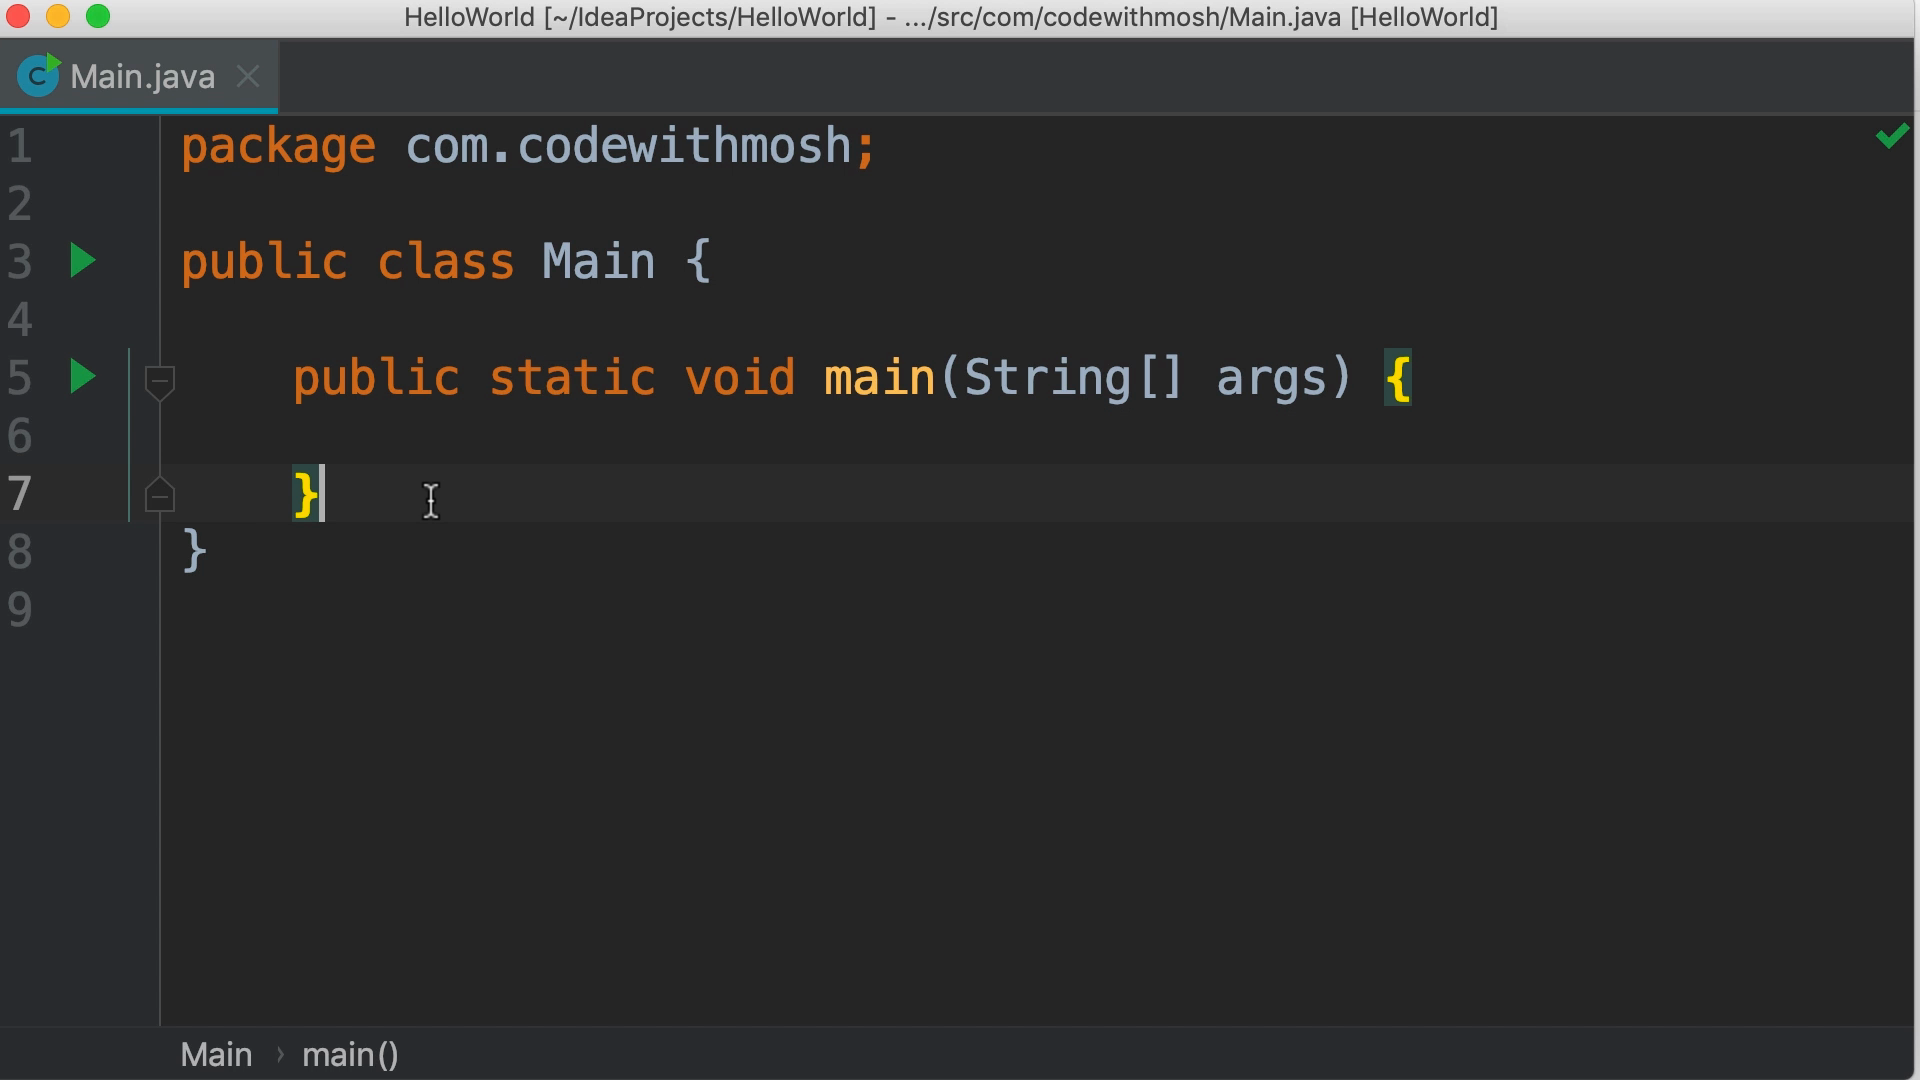 HelloWorld [~/IdeaProjects/HelloWorld] - .../src/com/codewithmosh/Main.java [HelloWorld]
C Main.java
1 package com.codewithmosh;
2
3 public class Main {
4
5 public static void main(String[] args) {
6
7 }
8 }
9
Main › main()